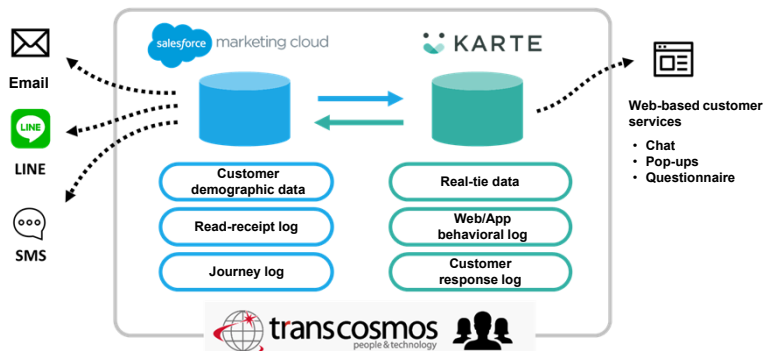 salesforce marketing cloud
KARTE
Email
LINE
LINE
SMS
Customer
demographic data
Read-receipt log
Journey log
Real-tie data
Web/App
behavioral log
Customer
response log
Web-based customer
services
・ Chat
・ Pop-ups
・ Questionnaire
transcosmos
people & technology